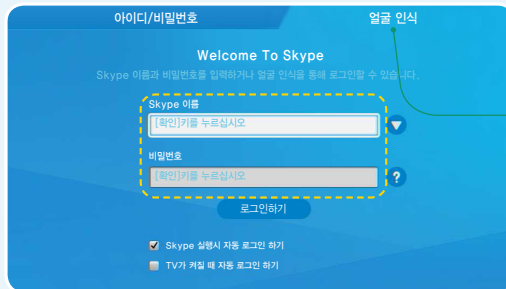 아이디/비밀번호
얼굴 인식
Welcome To Skype
Skype 이름과 비밀번호를 입력하거나 얼굴 인식을 통해 로그인할 수 있습니다.
Skype 이름
[확인]키를 누르십시오
비밀번호
[확인]키를 누르십시오
?
로그인하기
Skype 실행시 자동 로그인 하기
TV가 켜질 때 자동 로그인 하기